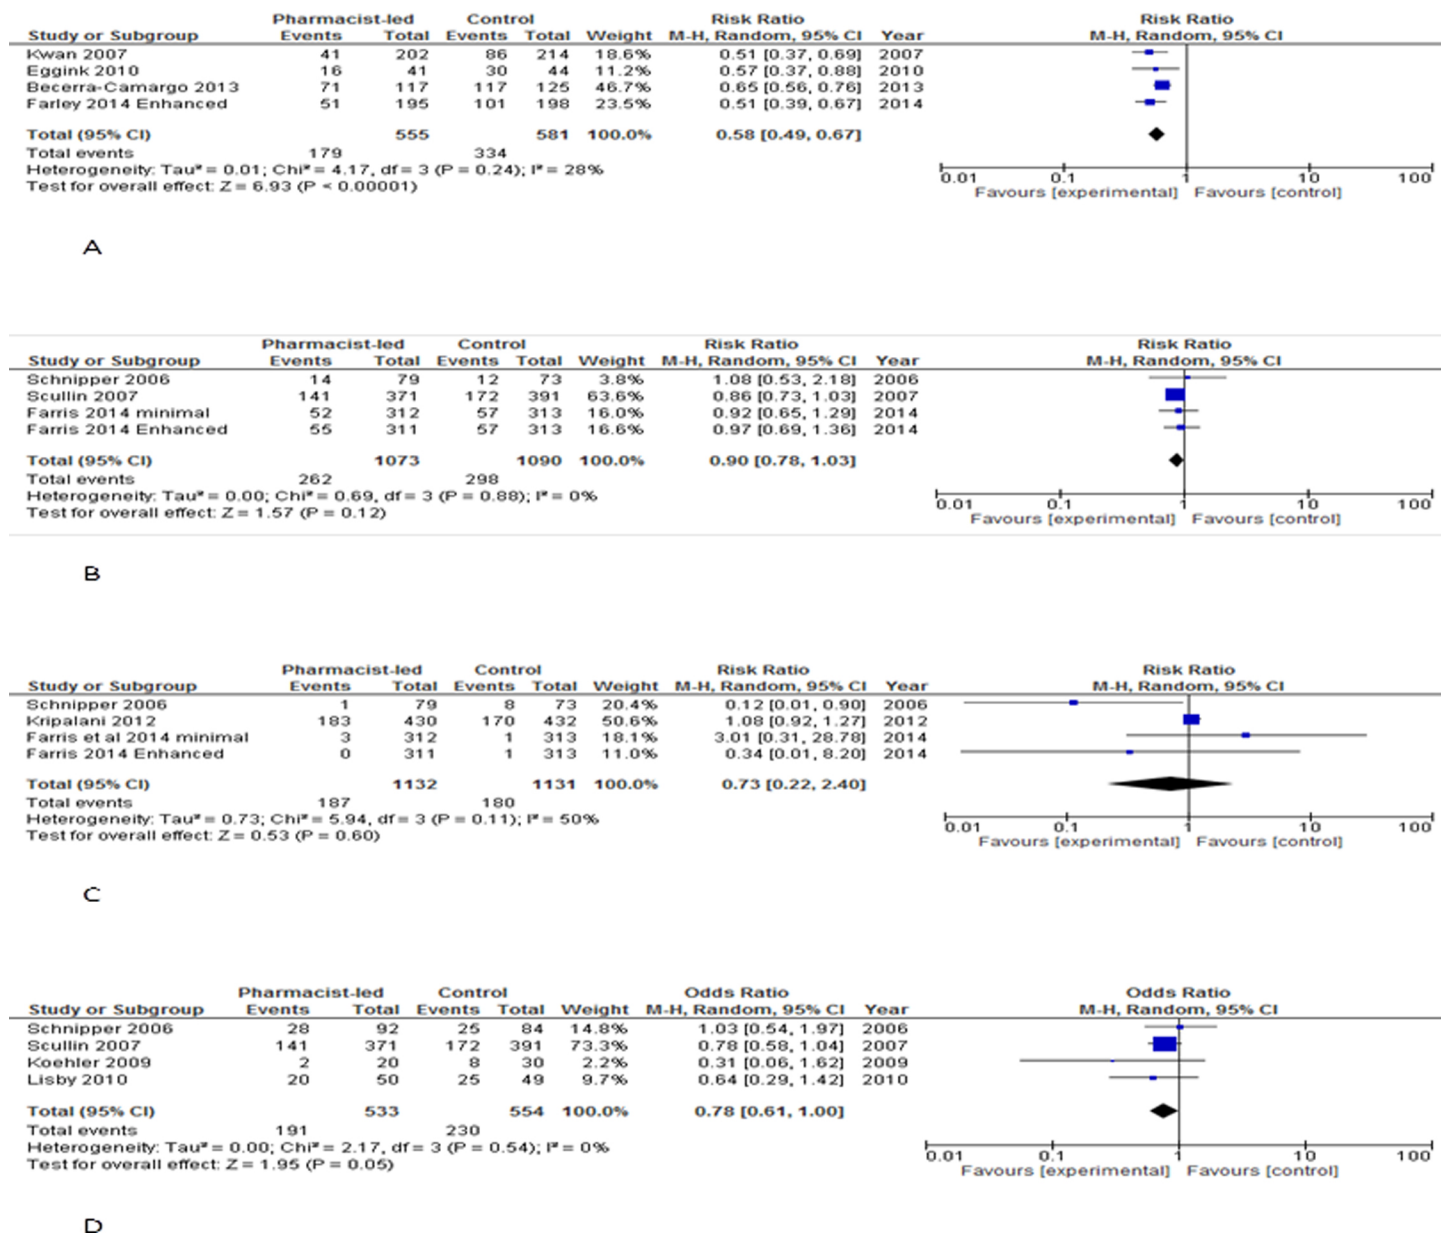 Pharmacist-led Control Risk Ratio Risk Ratio
Study or Subgroup Events Total Events Total Weight M-H, Random, 95% CI Year M-H, Random, 95% CI
Kwan 2007 41 202 86 214 18.6% 0.51 [0.37, 0.69] 2007
Eggink 2010 16 41 30 44 11.2% 0.57 [0.37, 0.88] 2010
Becerra-Camargo 2013 71 117 117 125 46.7% 0.65 [0.56, 0.76] 2013
Farley 2014 Enhanced 51 195 101 198 23.5% 0.51 [0.39, 0.67] 2014
Total (95% CI) 555 581 100.0% 0.58 [0.49, 0.67]
Total events 179 334
Heterogeneity: Tau² = 0.01; Chi² = 4.17, df = 3 (P = 0.24); I² = 28%
Test for overall effect: Z = 6.93 (P < 0.00001)
0.01 0.1 1 10 100
Favours [experimental] Favours [control]
A
Pharmacist-led Control Risk Ratio Risk Ratio
Study or Subgroup Events Total Events Total Weight M-H, Random, 95% CI Year M-H, Random, 95% CI
Schnipper 2006 14 79 12 73 3.8% 1.08 [0.53, 2.18] 2006
Scullin 2007 141 371 172 391 63.6% 0.86 [0.73, 1.03] 2007
Farris 2014 minimal 52 312 57 313 16.0% 0.92 [0.65, 1.29] 2014
Farris 2014 Enhanced 55 311 57 313 16.6% 0.97 [0.69, 1.36] 2014
Total (95% CI) 1073 1090 100.0% 0.90 [0.78, 1.03]
Total events 262 298
Heterogeneity: Tau² = 0.00; Chi² = 0.69, df = 3 (P = 0.88); I² = 0%
Test for overall effect: Z = 1.57 (P = 0.12)
0.01 0.1 1 10 100
Favours [experimental] Favours [control]
B
Pharmacist-led Control Risk Ratio Risk Ratio
Study or Subgroup Events Total Events Total Weight M-H, Random, 95% CI Year M-H, Random, 95% CI
Schnipper 2006 1 79 8 73 20.4% 0.12 [0.01, 0.90] 2006
Kripalani 2012 183 430 170 432 50.6% 1.08 [0.92, 1.27] 2012
Farris et al 2014 minimal 3 312 1 313 18.1% 3.01 [0.31, 28.78] 2014
Farris 2014 Enhanced 0 311 1 313 11.0% 0.34 [0.01, 8.20] 2014
Total (95% CI) 1132 1131 100.0% 0.73 [0.22, 2.40]
Total events 187 180
Heterogeneity: Tau² = 0.73; Chi² = 5.94, df = 3 (P = 0.11); I² = 50%
Test for overall effect: Z = 0.53 (P = 0.60)
0.01 0.1 1 10 100
Favours [experimental] Favours [control]
C
Pharmacist-led Control Odds Ratio Odds Ratio
Study or Subgroup Events Total Events Total Weight M-H, Random, 95% CI Year M-H, Random, 95% CI
Schnipper 2006 28 92 25 84 14.8% 1.03 [0.54, 1.97] 2006
Scullin 2007 141 371 172 391 73.3% 0.78 [0.58, 1.04] 2007
Koehler 2009 2 20 8 30 2.2% 0.31 [0.06, 1.62] 2009
Lisby 2010 20 50 25 49 9.7% 0.64 [0.29, 1.42] 2010
Total (95% CI) 533 554 100.0% 0.78 [0.61, 1.00]
Total events 191 230
Heterogeneity: Tau² = 0.00; Chi² = 2.17, df = 3 (P = 0.54); I² = 0%
Test for overall effect: Z = 1.95 (P = 0.05)
0.01 0.1 1 10 100
Favours [experimental] Favours [control]
D